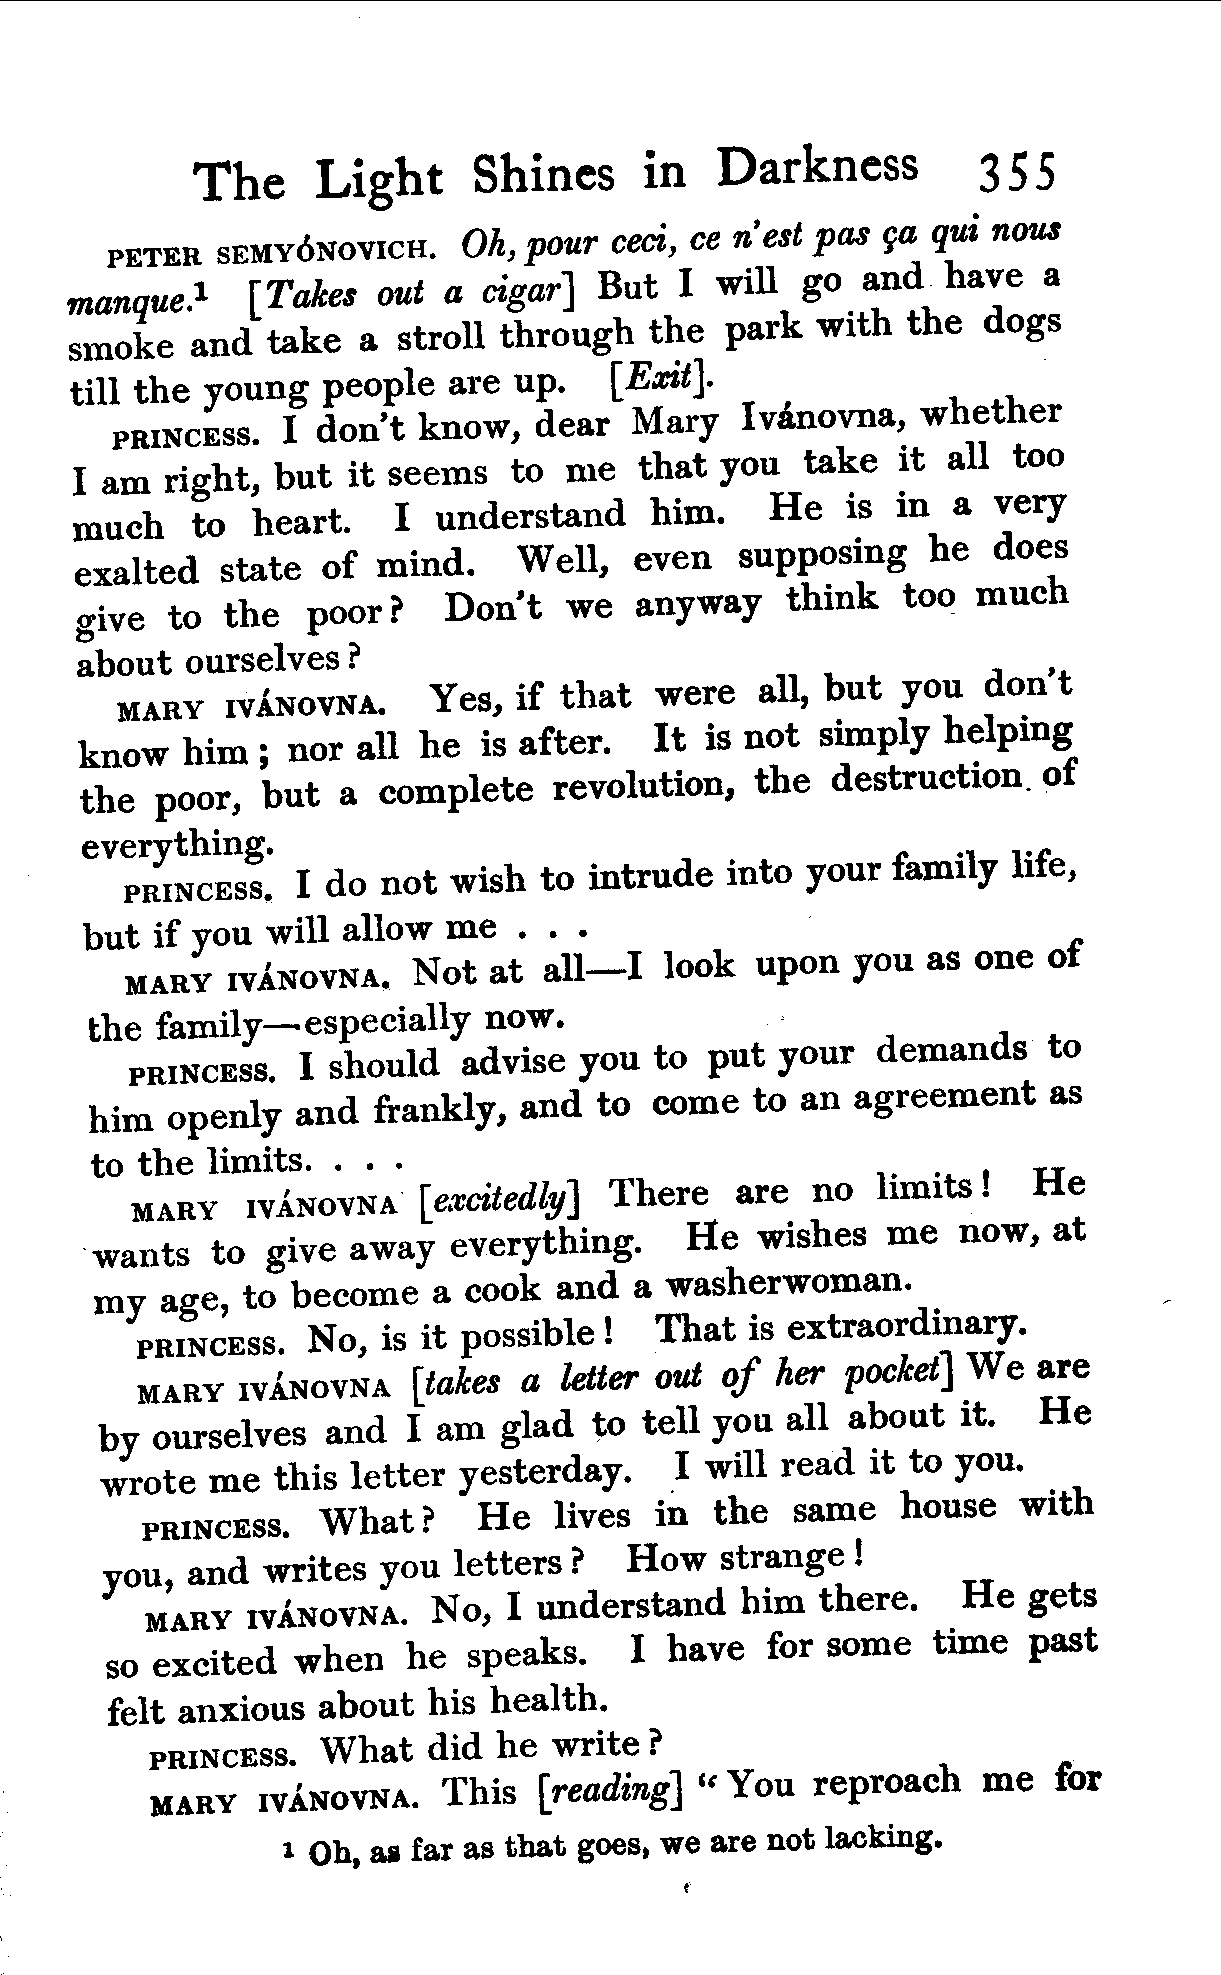 The Light Shines in Darkness 355
PETER SEMYÓNOVICH. Oh, pour ceci, ce n'est pas ça qui nous
manque.¹ [Takes out a cigar] But I will go and have a
smoke and take a stroll through the park with the dogs
till the young people are up. [Exit].
PRINCESS. I don't know, dear Mary Ivánovna, whether
I am right, but it seems to me that you take it all too
much to heart. I understand him. He is in a very
exalted state of mind. Well, even supposing he does
give to the poor? Don't we anyway think too much
about ourselves?
MARY IVÁNOVNA. Yes, if that were all, but you don't
know him; nor all he is after. It is not simply helping
the poor, but a complete revolution, the destruction of
everything.
PRINCESS. I do not wish to intrude into your family life,
but if you will allow me . . .
MARY IVÁNOVNA. Not at all—I look upon you as one of
the family—especially now.
PRINCESS. I should advise you to put your demands to
him openly and frankly, and to come to an agreement as
to the limits. . . .
MARY IVÁNOVNA [excitedly] There are no limits! He
wants to give away everything. He wishes me now, at
my age, to become a cook and a washerwoman.
PRINCESS. No, is it possible! That is extraordinary.
MARY IVÁNOVNA [takes a letter out of her pocket] We are
by ourselves and I am glad to tell you all about it. He
wrote me this letter yesterday. I will read it to you.
PRINCESS. What? He lives in the same house with
you, and writes you letters? How strange!
MARY IVÁNOVNA. No, I understand him there. He gets
so excited when he speaks. I have for some time past
felt anxious about his health.
PRINCESS. What did he write?
MARY IVÁNOVNA. This [reading] "You reproach me for
¹ Oh, as far as that goes, we are not lacking.